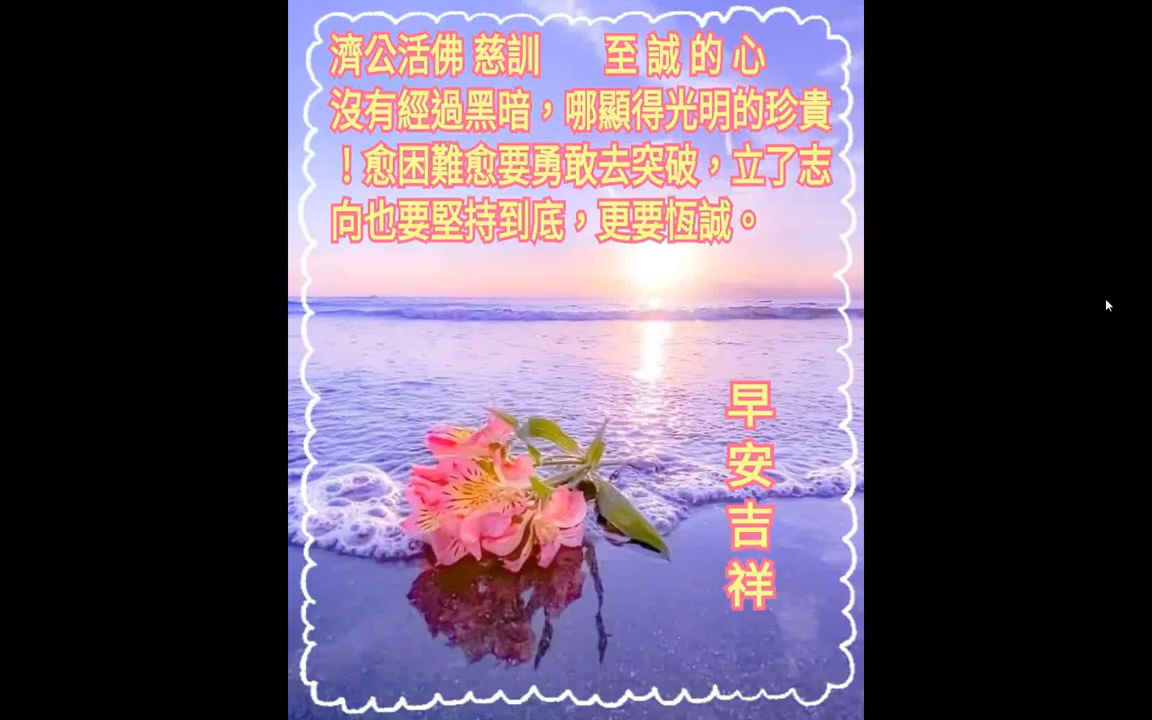 濟公活佛 慈訓　　至 誠 的 心
沒有經過黑暗，哪顯得光明的珍貴
！愈困難愈要勇敢去突破，立了志
向也要堅持到底，更要恆誠。
早安吉祥